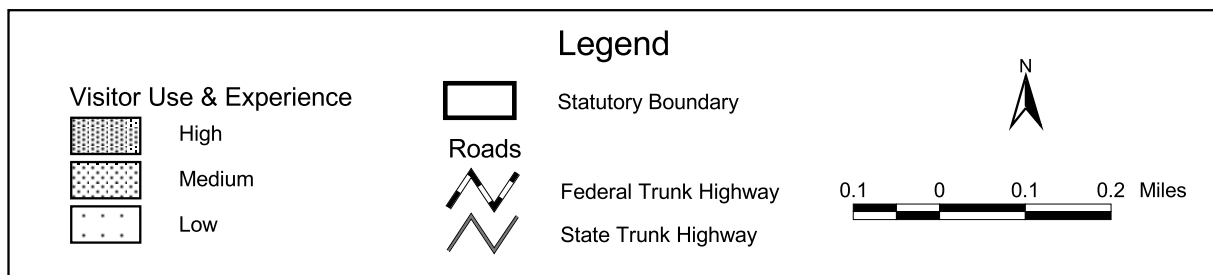 Legend
Visitor Use & Experience
High
Medium
Low
Statutory Boundary
Roads
Federal Trunk Highway
State Trunk Highway
N
0.1 0 0.1 0.2 Miles